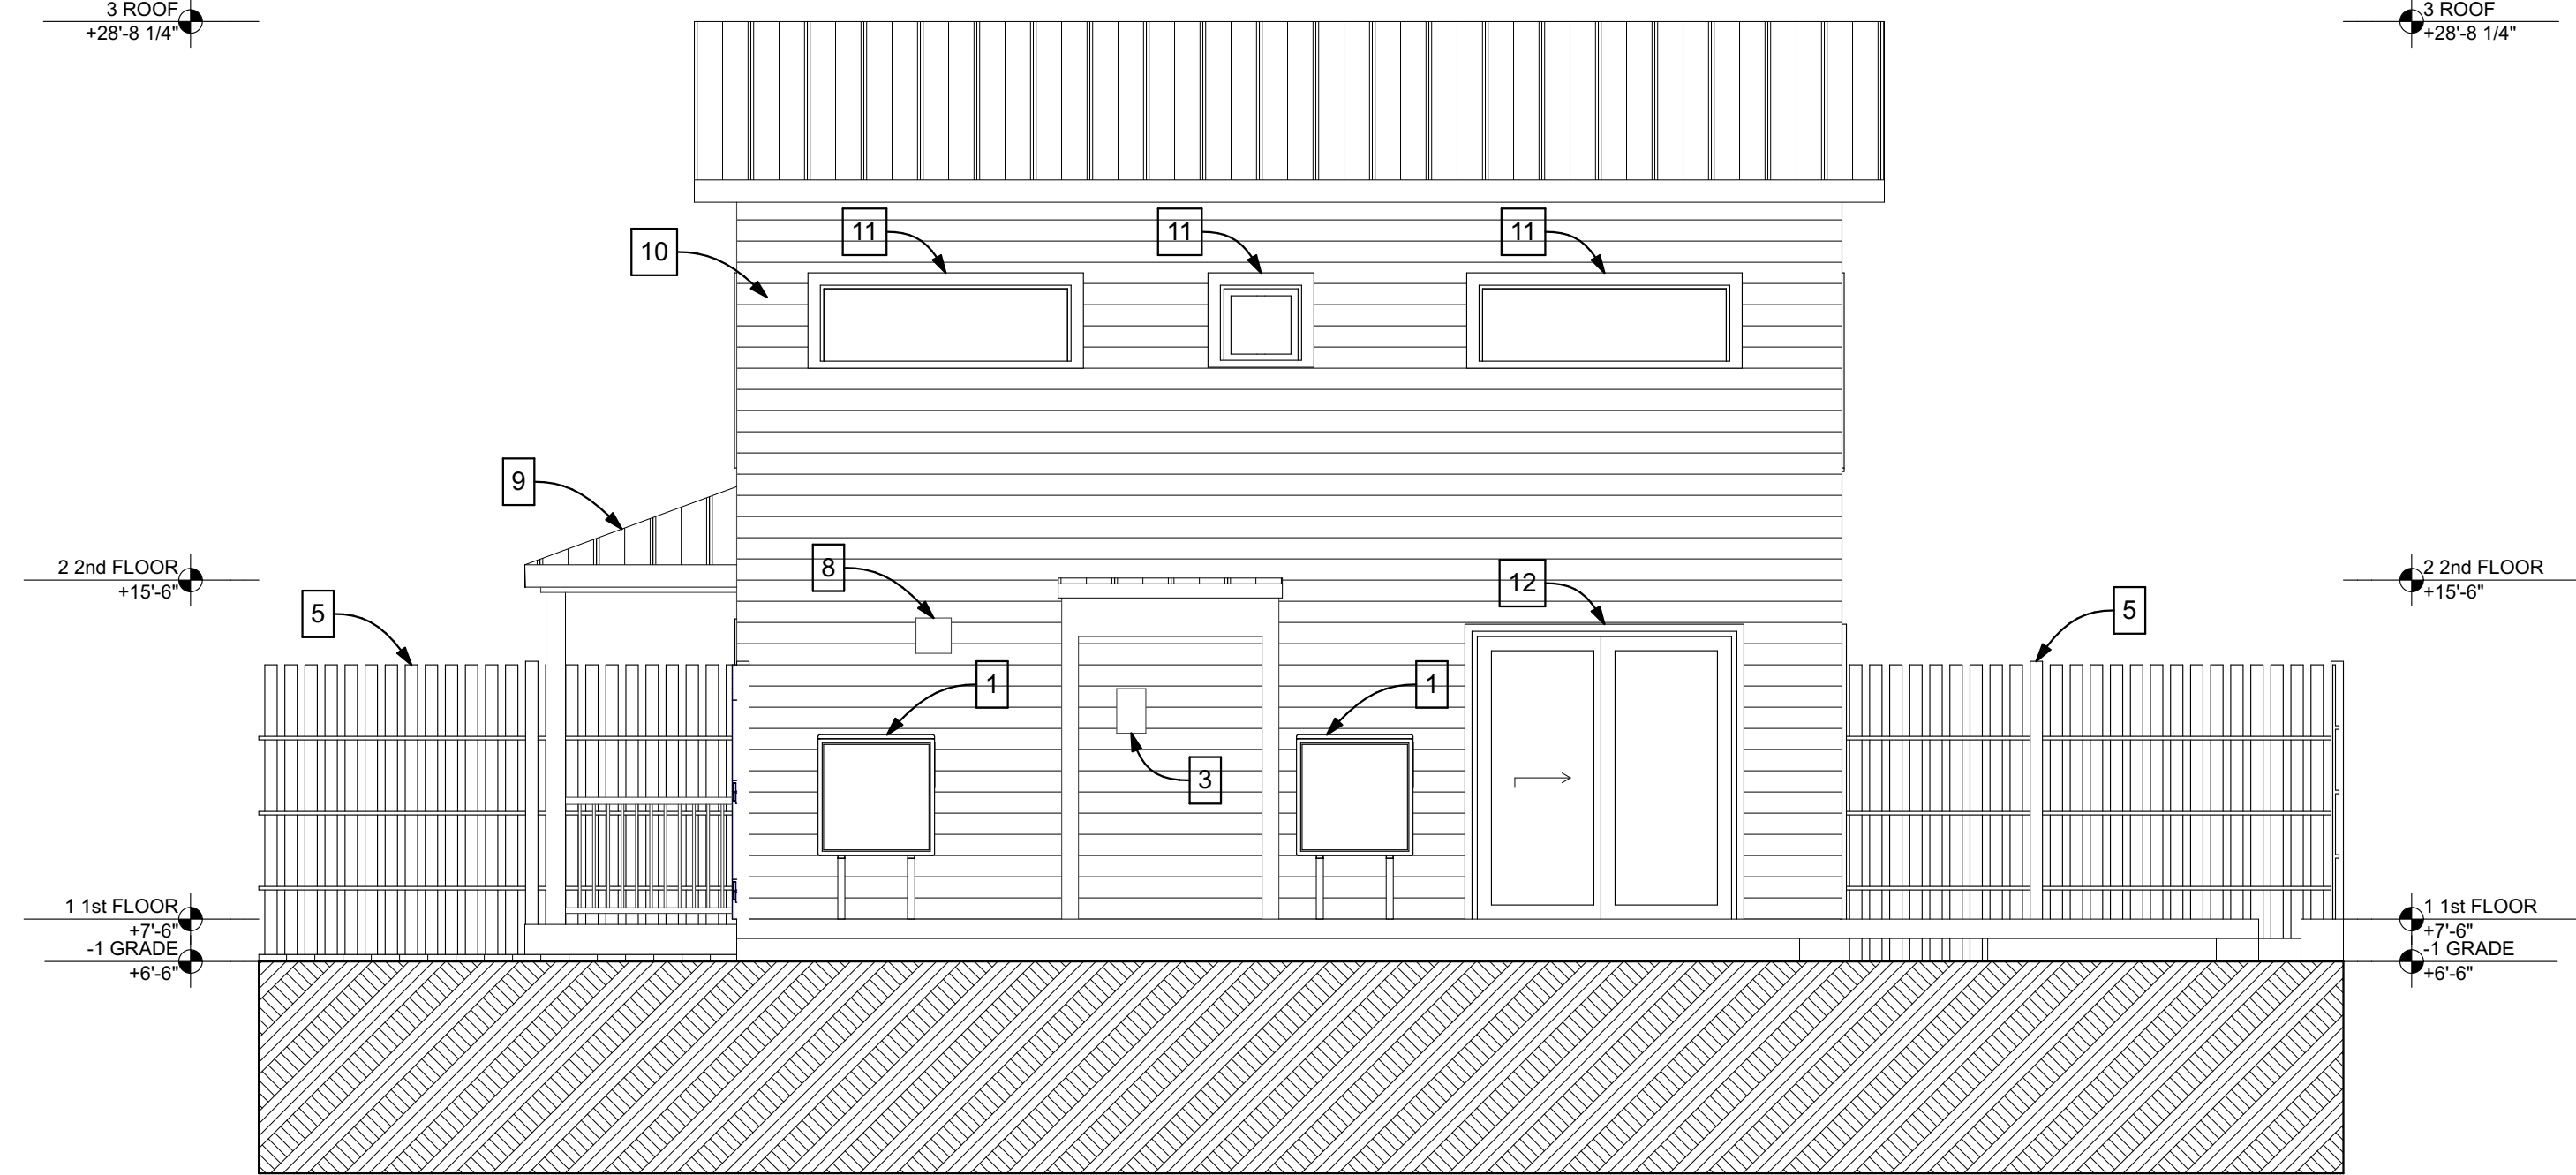 3 ROOF
+28'-8 1/4"
3 ROOF
+28'-8 1/4"
11
11
11
10
9
8
12
2 2nd FLOOR
+15'-6"
2 2nd FLOOR
+15'-6"
5
5
1
1
3
1 1st FLOOR
+7'-6"
1 1st FLOOR
+7'-6"
-1 GRADE
+6'-6"
-1 GRADE
+6'-6"